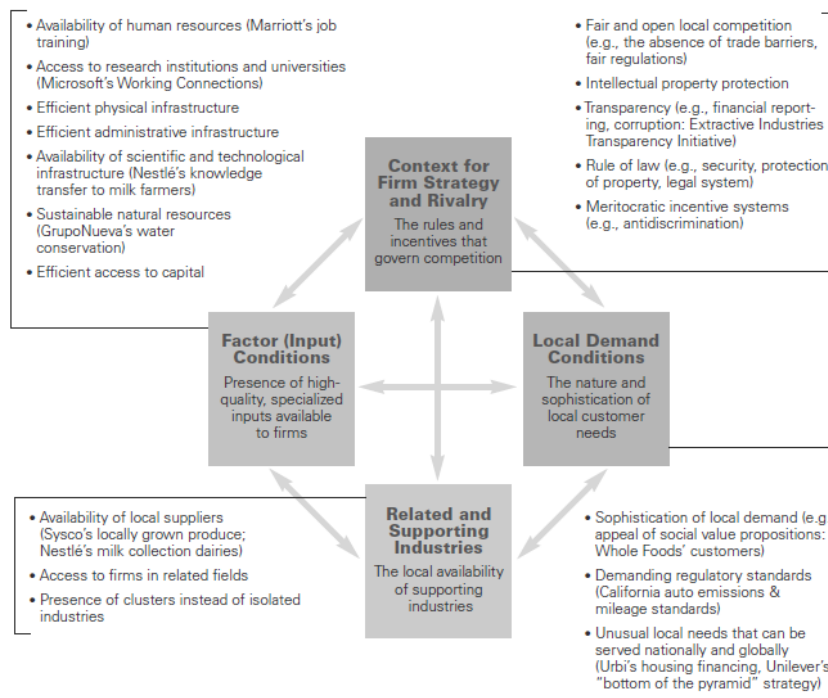 • Availability of human resources (Marriott's job
training)
• Access to research institutions and universities
(Microsoft's Working Connections)
• Efficient physical infrastructure
• Efficient administrative infrastructure
• Availability of scientific and technological
infrastructure (Nestlé's knowledge
transfer to milk farmers)
• Sustainable natural resources
(GrupoNueva's water
conservation)
• Efficient access to capital
• Fair and open local competition
(e.g., the absence of trade barriers,
fair regulations)
• Intellectual property protection
• Transparency (e.g., financial report-
ing, corruption: Extractive Industries
Transparency Initiative)
• Rule of law (e.g., security, protection
of property, legal system)
• Meritocratic incentive systems
(e.g., antidiscrimination)
Context for
Firm Strategy
and Rivalry
The rules and
incentives that
govern competition
Factor (Input)
Conditions
Presence of high-
quality, specialized
inputs available
to firms
Local Demand
Conditions
The nature and
sophistication of
local customer
needs
Related and
Supporting
Industries
The local availability
of supporting
industries
• Availability of local suppliers
(Sysco's locally grown produce;
Nestlé's milk collection dairies)
• Access to firms in related fields
• Presence of clusters instead of isolated
industries
• Sophistication of local demand (e.g
appeal of social value propositions:
Whole Foods' customers)
• Demanding regulatory standards
(California auto emissions &
mileage standards)
• Unusual local needs that can be
served nationally and globally
(Urbi's housing financing, Unilever's
"bottom of the pyramid" strategy)